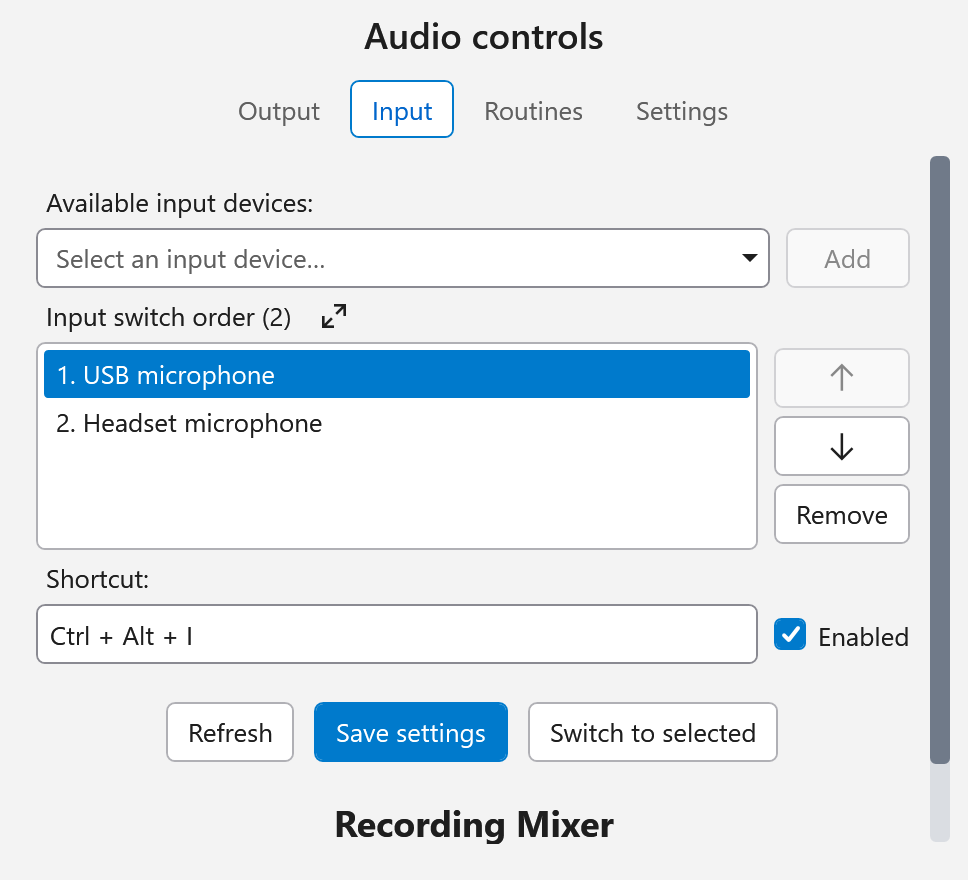 Audio controls
Output Input Routines Settings
Available input devices:
Select an input device... Add
Input switch order (2)
1. USB microphone
2. Headset microphone
Remove
Shortcut:
Ctrl + Alt + I Enabled
Refresh Save settings Switch to selected
Recording Mixer